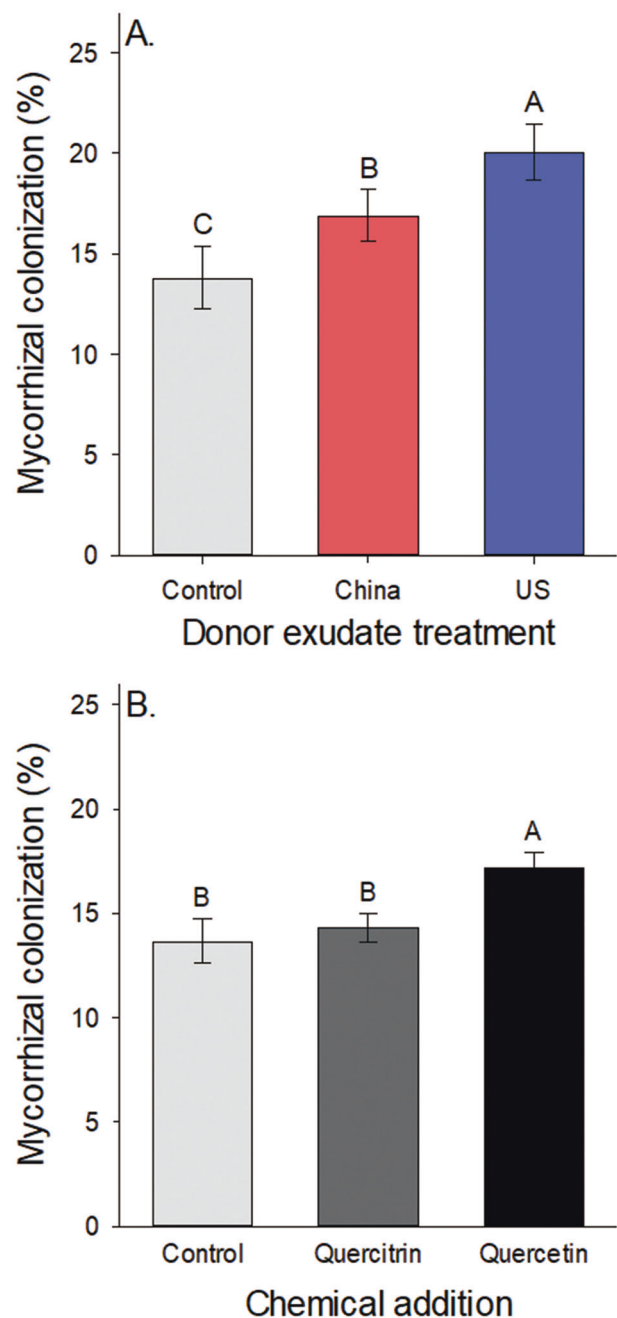 A.
Mycorrhizal colonization (%)
25
20
15
10
5
0
C
B
A
Control China US
Donor exudate treatment
B.
Mycorrhizal colonization (%)
25
20
15
10
5
0
B
B
A
Control Quercitrin Quercetin
Chemical addition